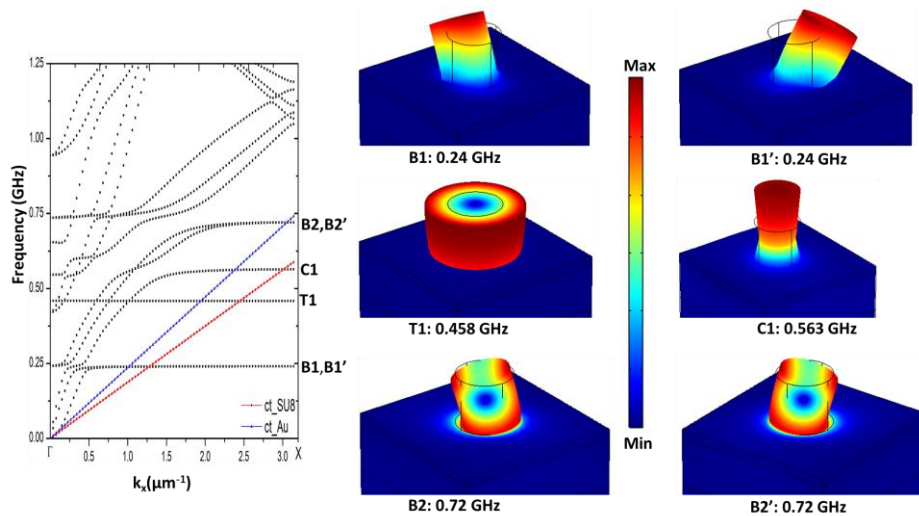 1.25
1.00
0.75
0.50
0.25
0.00
Frequency (GHz)
B2,B2'
C1
T1
B1,B1'
ct_SU8
ct_Au
Γ
0.5
1.0
1.5
2.0
2.5
3.0
X
kₓ(µm⁻¹)
B1: 0.24 GHz
B1': 0.24 GHz
T1: 0.458 GHz
C1: 0.563 GHz
B2: 0.72 GHz
B2': 0.72 GHz
Max
Min